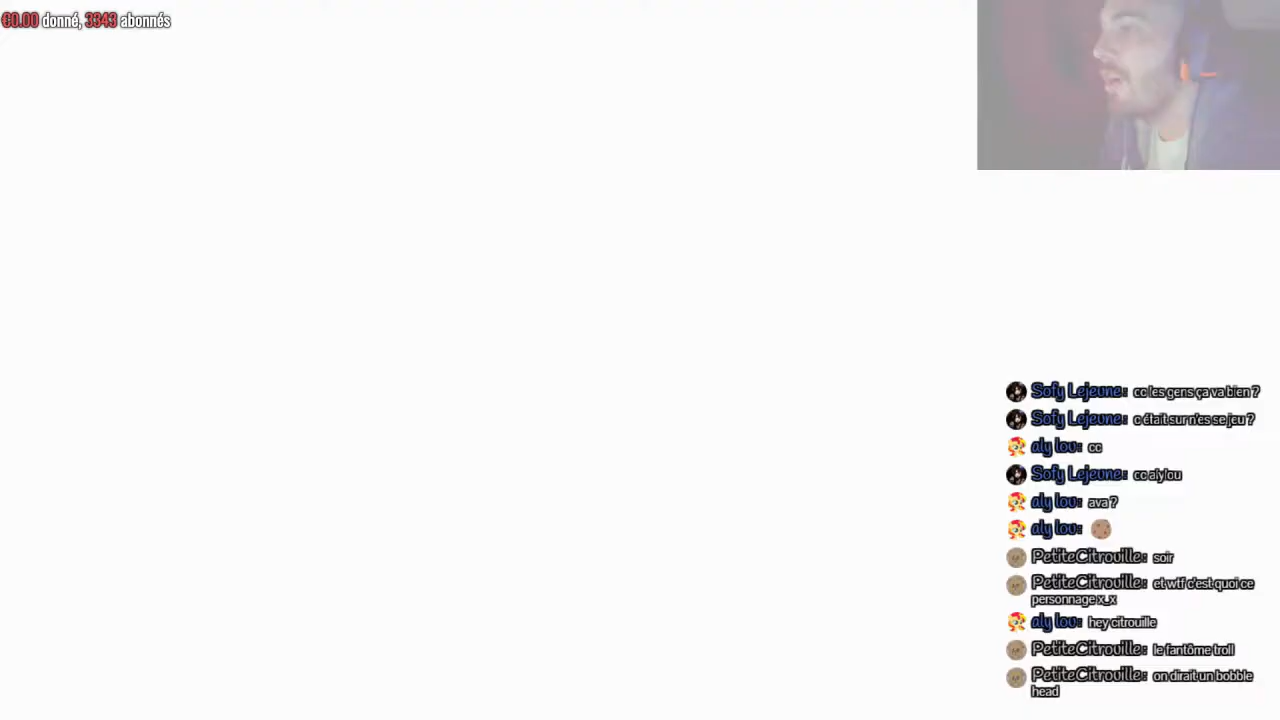 €0.00 donné, 3343 abonnés
Sofy Lejeune: cc les gens ça va bien ?
Sofy Lejeune: c était sur n'es se jeu ?
aly lou: cc
Sofy Lejeune: cc alylou
aly lou: ava ?
aly lou:
PetiteCitrouille: soir
PetiteCitrouille: et wtf c'est quoi ce
personnage x_x
aly lou: hey citrouille
PetiteCitrouille: le fantôme troll
PetiteCitrouille: on dirait un bobble
head